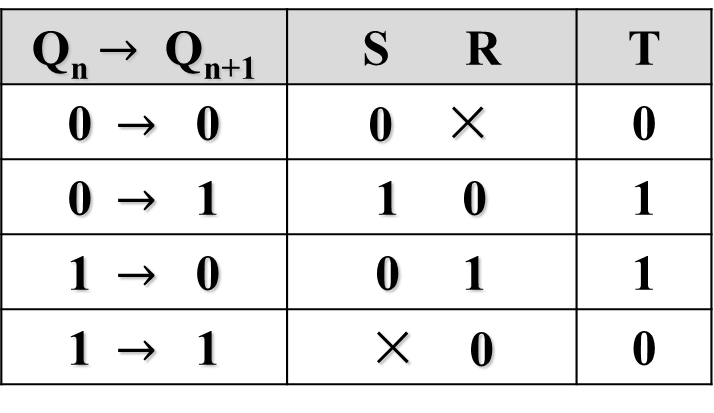 Qn → Qn+1 S R T
0 → 0 0 × 0
0 → 1 1 0 1
1 → 0 0 1 1
1 → 1 × 0 0